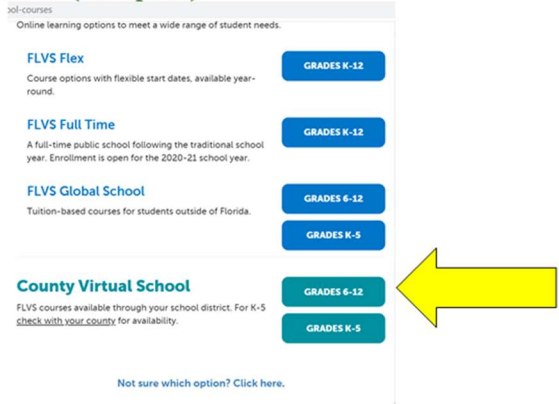 ool-courses
Online learning options to meet a wide range of student needs.
FLVS Flex
GRADES K-12
Course options with flexible start dates, available year-
round.
FLVS Full Time
GRADES K-12
A full-time public school following the traditional school
year. Enrollment is open for the 2020-21 school year.
FLVS Global School
GRADES 6-12
Tuition-based courses for students outside of Florida.
GRADES K-5
County Virtual School
GRADES 6-12
FLVS courses available through your school district. For K-5
check with your county for availability.
GRADES K-5
Not sure which option? Click here.